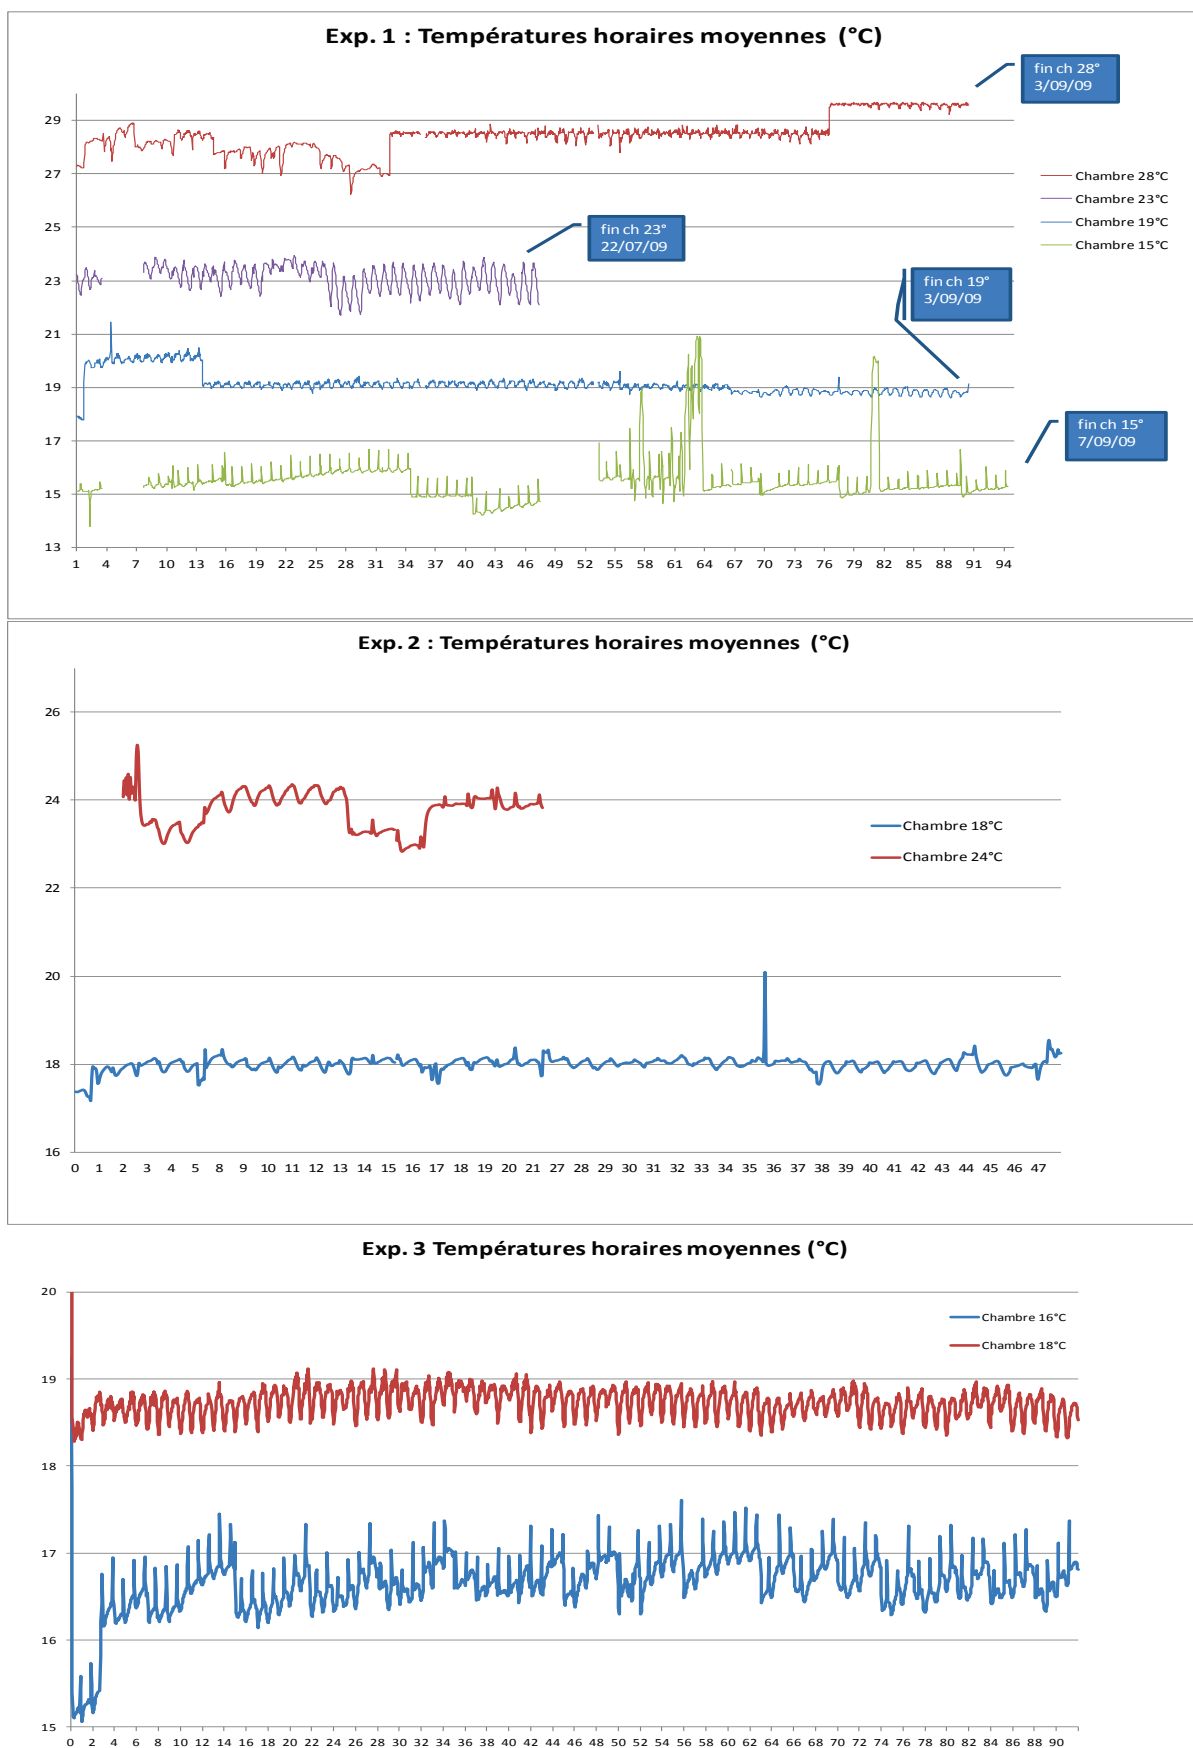 Exp. 1 : Températures horaires moyennes (°C)
fin ch 28°
3/09/09
29
27
25
23
21
19
17
15
13
Chambre 28°C
Chambre 23°C
Chambre 19°C
Chambre 15°C
fin ch 23°
22/07/09
fin ch 19°
3/09/09
fin ch 15°
7/09/09
1 4 7 10 13 16 19 22 25 28 31 34 37 40 43 46 49 52 55 58 61 64 67 70 73 76 79 82 85 88 91 94
Exp. 2 : Températures horaires moyennes (°C)
26
24
22
20
18
16
Chambre 18°C
Chambre 24°C
0 1 2 3 4 5 7 8 9 10 11 12 13 14 15 16 17 18 19 20 21 27 28 29 30 31 32 33 34 35 36 38 39 40 41 42 43 44 45 46 47
Exp. 3 Températures horaires moyennes (°C)
20
19
18
17
16
15
Chambre 16°C
Chambre 18°C
0 2 4 6 8 10 12 14 16 18 20 22 24 26 28 30 32 34 36 38 40 42 44 46 48 50 52 54 56 58 60 62 64 66 68 70 72 74 76 78 80 82 84 86 88 90